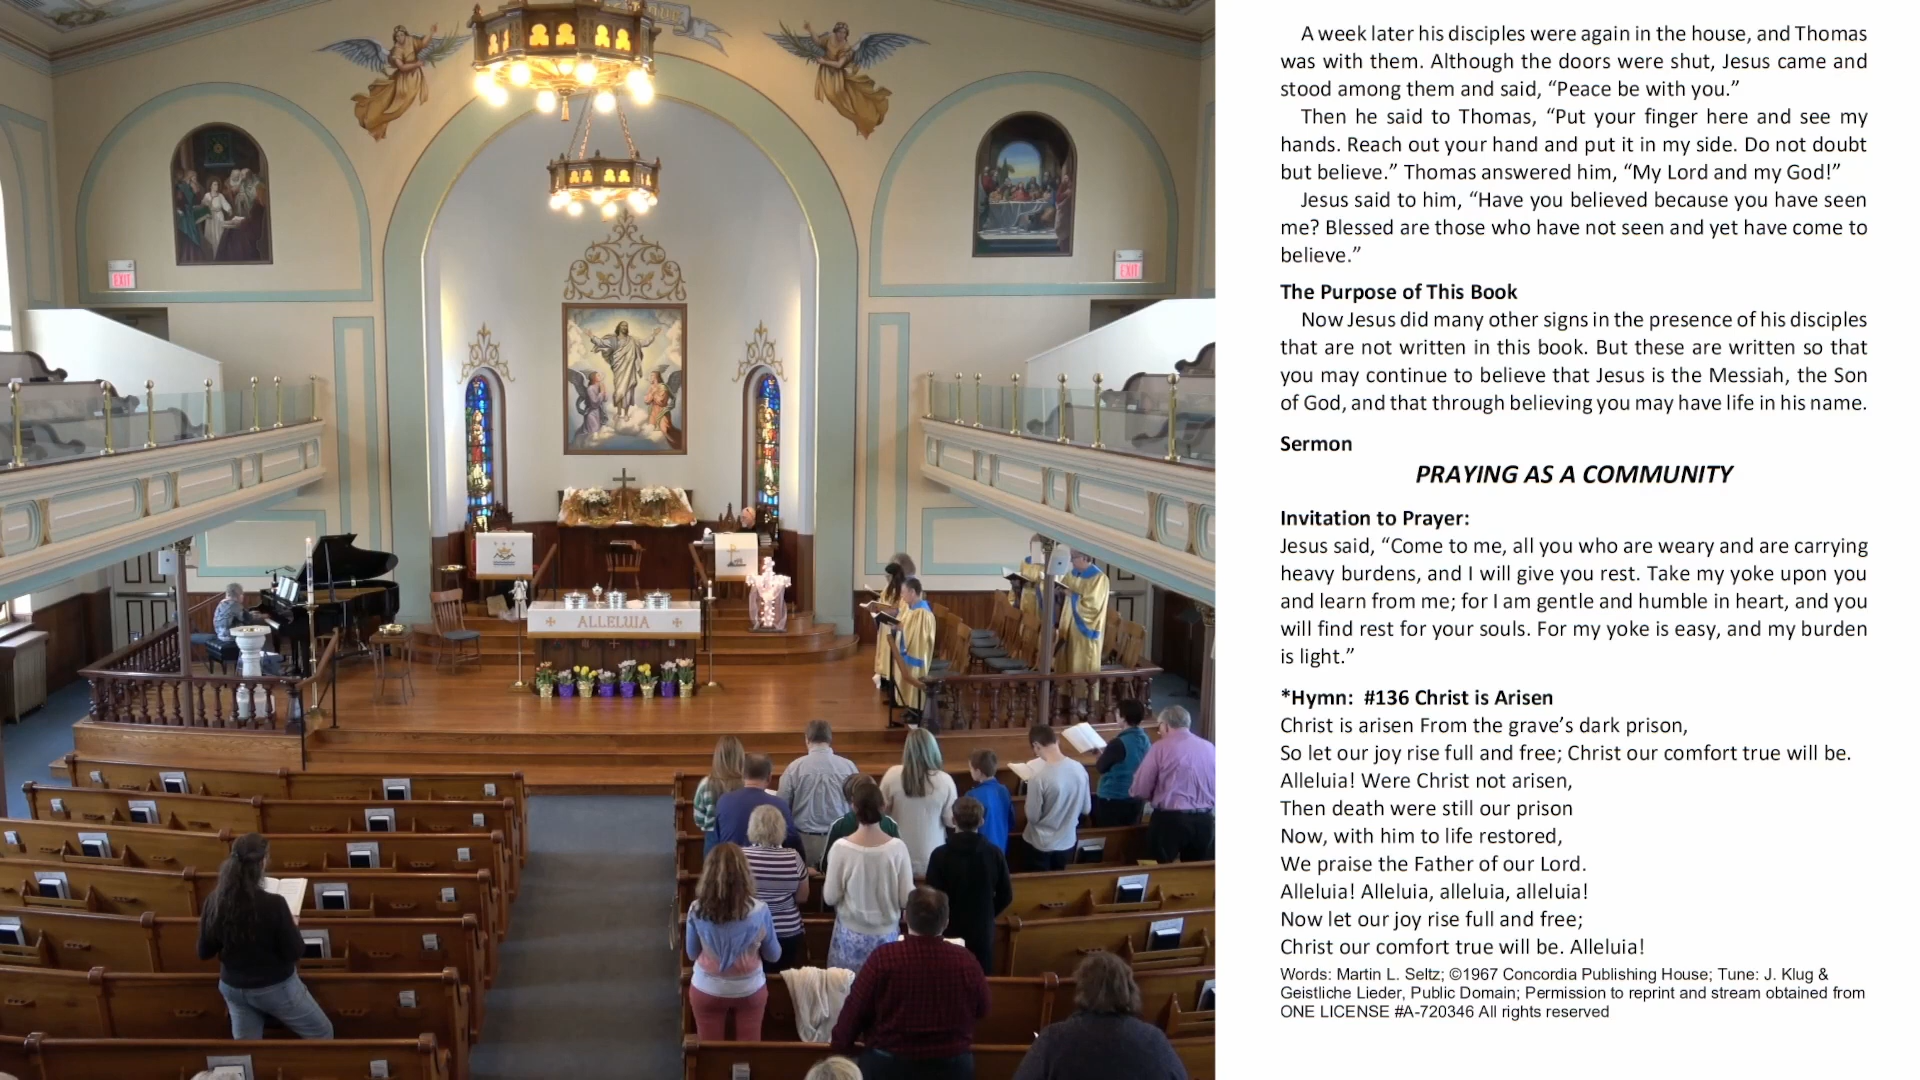 EXIT
EXIT
ALLELUIA
A week later his disciples were again in the house, and Thomas
was with them. Although the doors were shut, Jesus came and
stood among them and said, “Peace be with you.”
Then he said to Thomas, “Put your finger here and see my
hands. Reach out your hand and put it in my side. Do not doubt
but believe.” Thomas answered him, “My Lord and my God!”
Jesus said to him, “Have you believed because you have seen
me? Blessed are those who have not seen and yet have come to
believe.”
The Purpose of This Book
Now Jesus did many other signs in the presence of his disciples
that are not written in this book. But these are written so that
you may continue to believe that Jesus is the Messiah, the Son
of God, and that through believing you may have life in his name.
Sermon
PRAYING AS A COMMUNITY
Invitation to Prayer:
Jesus said, “Come to me, all you who are weary and are carrying
heavy burdens, and I will give you rest. Take my yoke upon you
and learn from me; for I am gentle and humble in heart, and you
will find rest for your souls. For my yoke is easy, and my burden
is light.”
*Hymn: #136 Christ is Arisen
Christ is arisen From the grave’s dark prison,
So let our joy rise full and free; Christ our comfort true will be.
Alleluia! Were Christ not arisen,
Then death were still our prison
Now, with him to life restored,
We praise the Father of our Lord.
Alleluia! Alleluia, alleluia, alleluia!
Now let our joy rise full and free;
Christ our comfort true will be. Alleluia!
Words: Martin L. Seltz; ©1967 Concordia Publishing House; Tune: J. Klug &
Geistliche Lieder, Public Domain; Permission to reprint and stream obtained from
ONE LICENSE #A-720346 All rights reserved